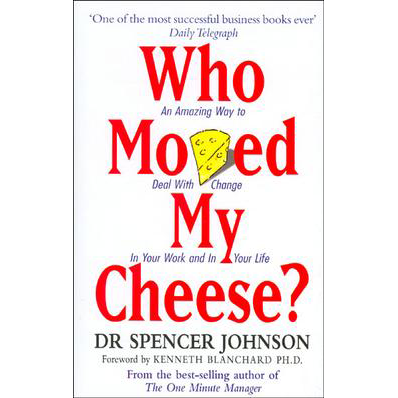 'One of the most successful business books ever'
Daily Telegraph
Who
An Amazing Way to
Moved
Deal With Change
My
In Your Work and In Your Life
Cheese?
DR SPENCER JOHNSON
Foreword by KENNETH BLANCHARD PH.D.
From the best-selling author of
The One Minute Manager